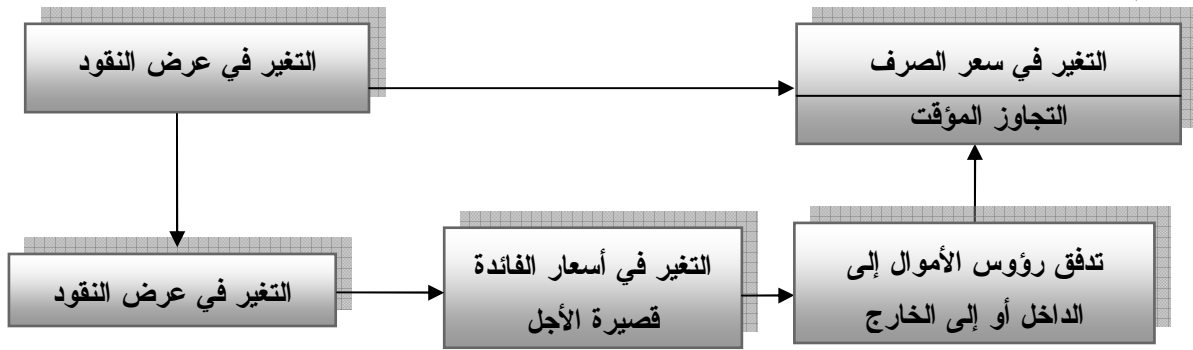 التغير في عرض النقود
التغير في سعر الصرف
التجاوز المؤقت
التغير في عرض النقود
التغير في أسعار الفائدة
قصيرة الأجل
تدفق رؤوس الأموال إلى
الداخل أو إلى الخارج